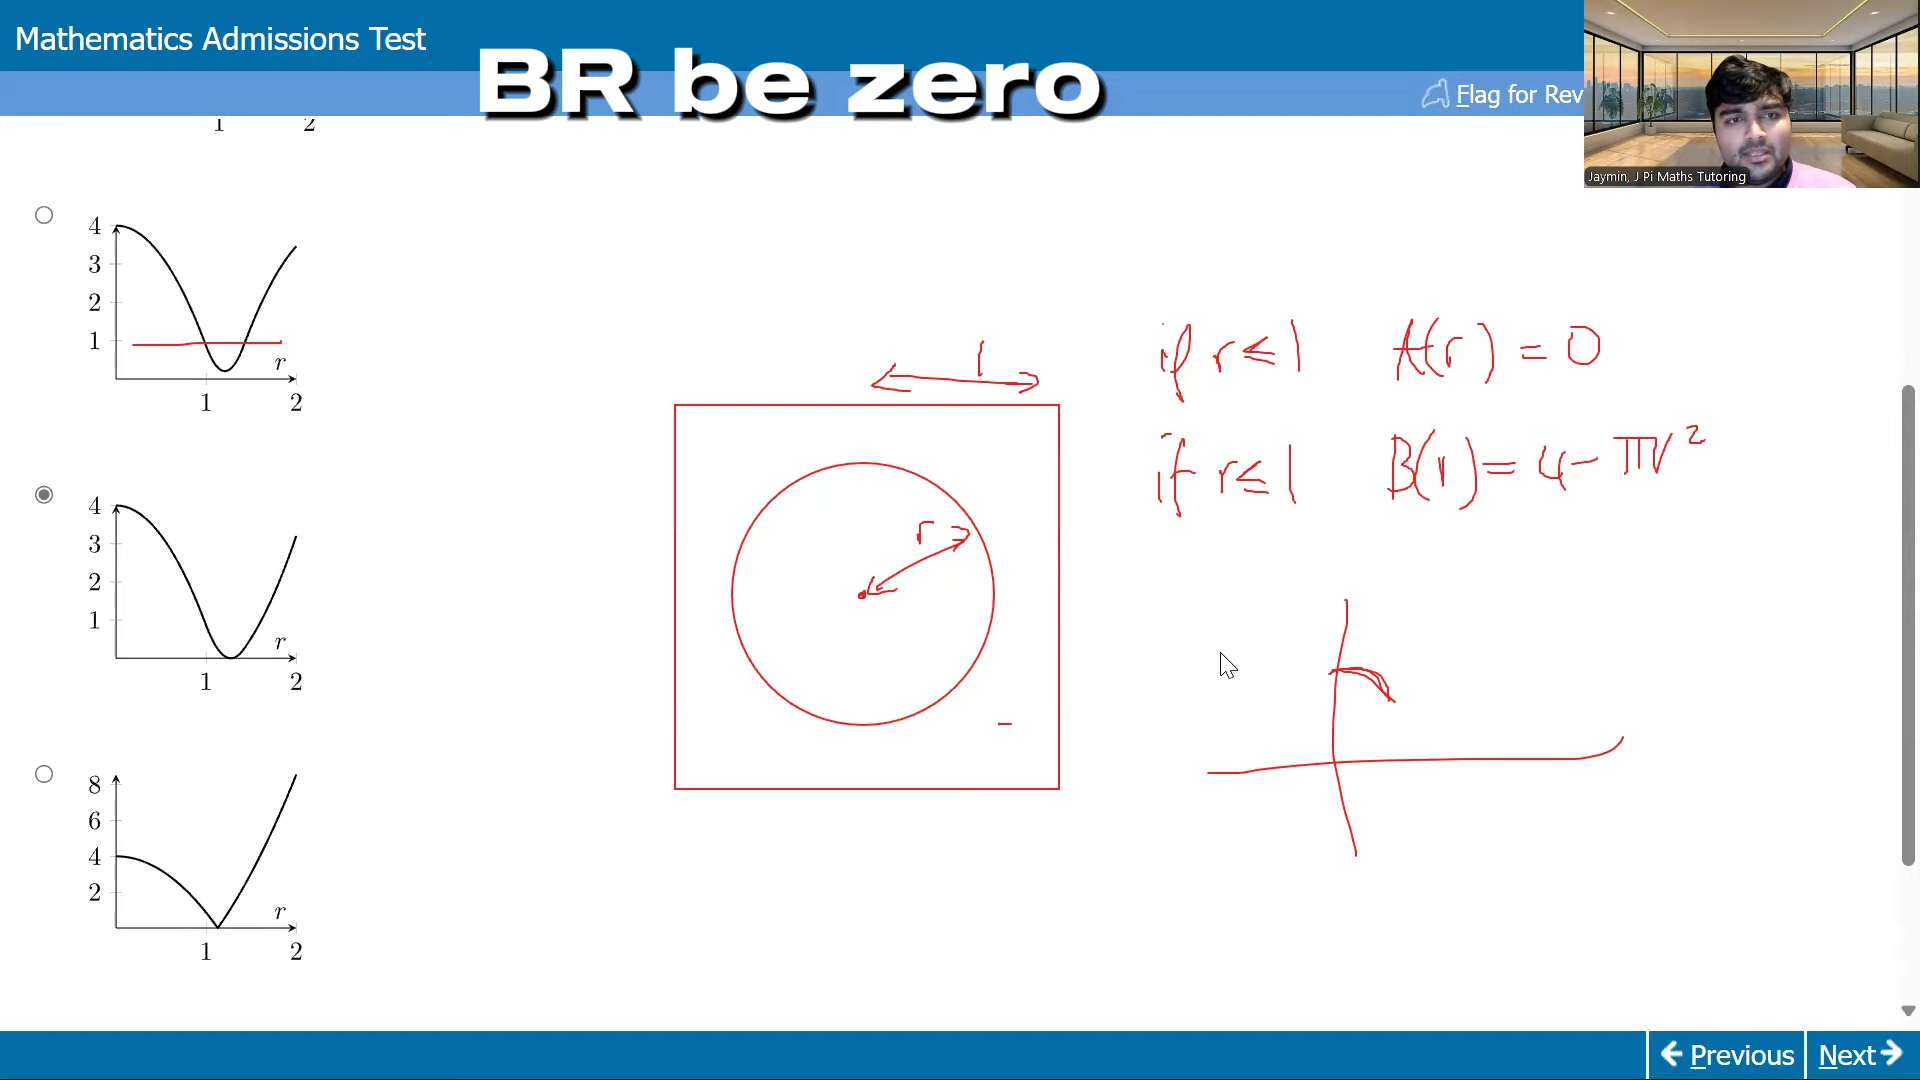 Mathematics Admissions Test
BR be zero
Flag for Rev
Jaymin, J Pi Maths Tutoring
1 2
4
3
2
1
r
1 2
4
3
2
1
r
1 2
8
6
4
2
r
1 2
1
r
if r ≤ 1 A(r) = 0
if r ≤ 1 B(r) = 4 - πr²
Previous
Next